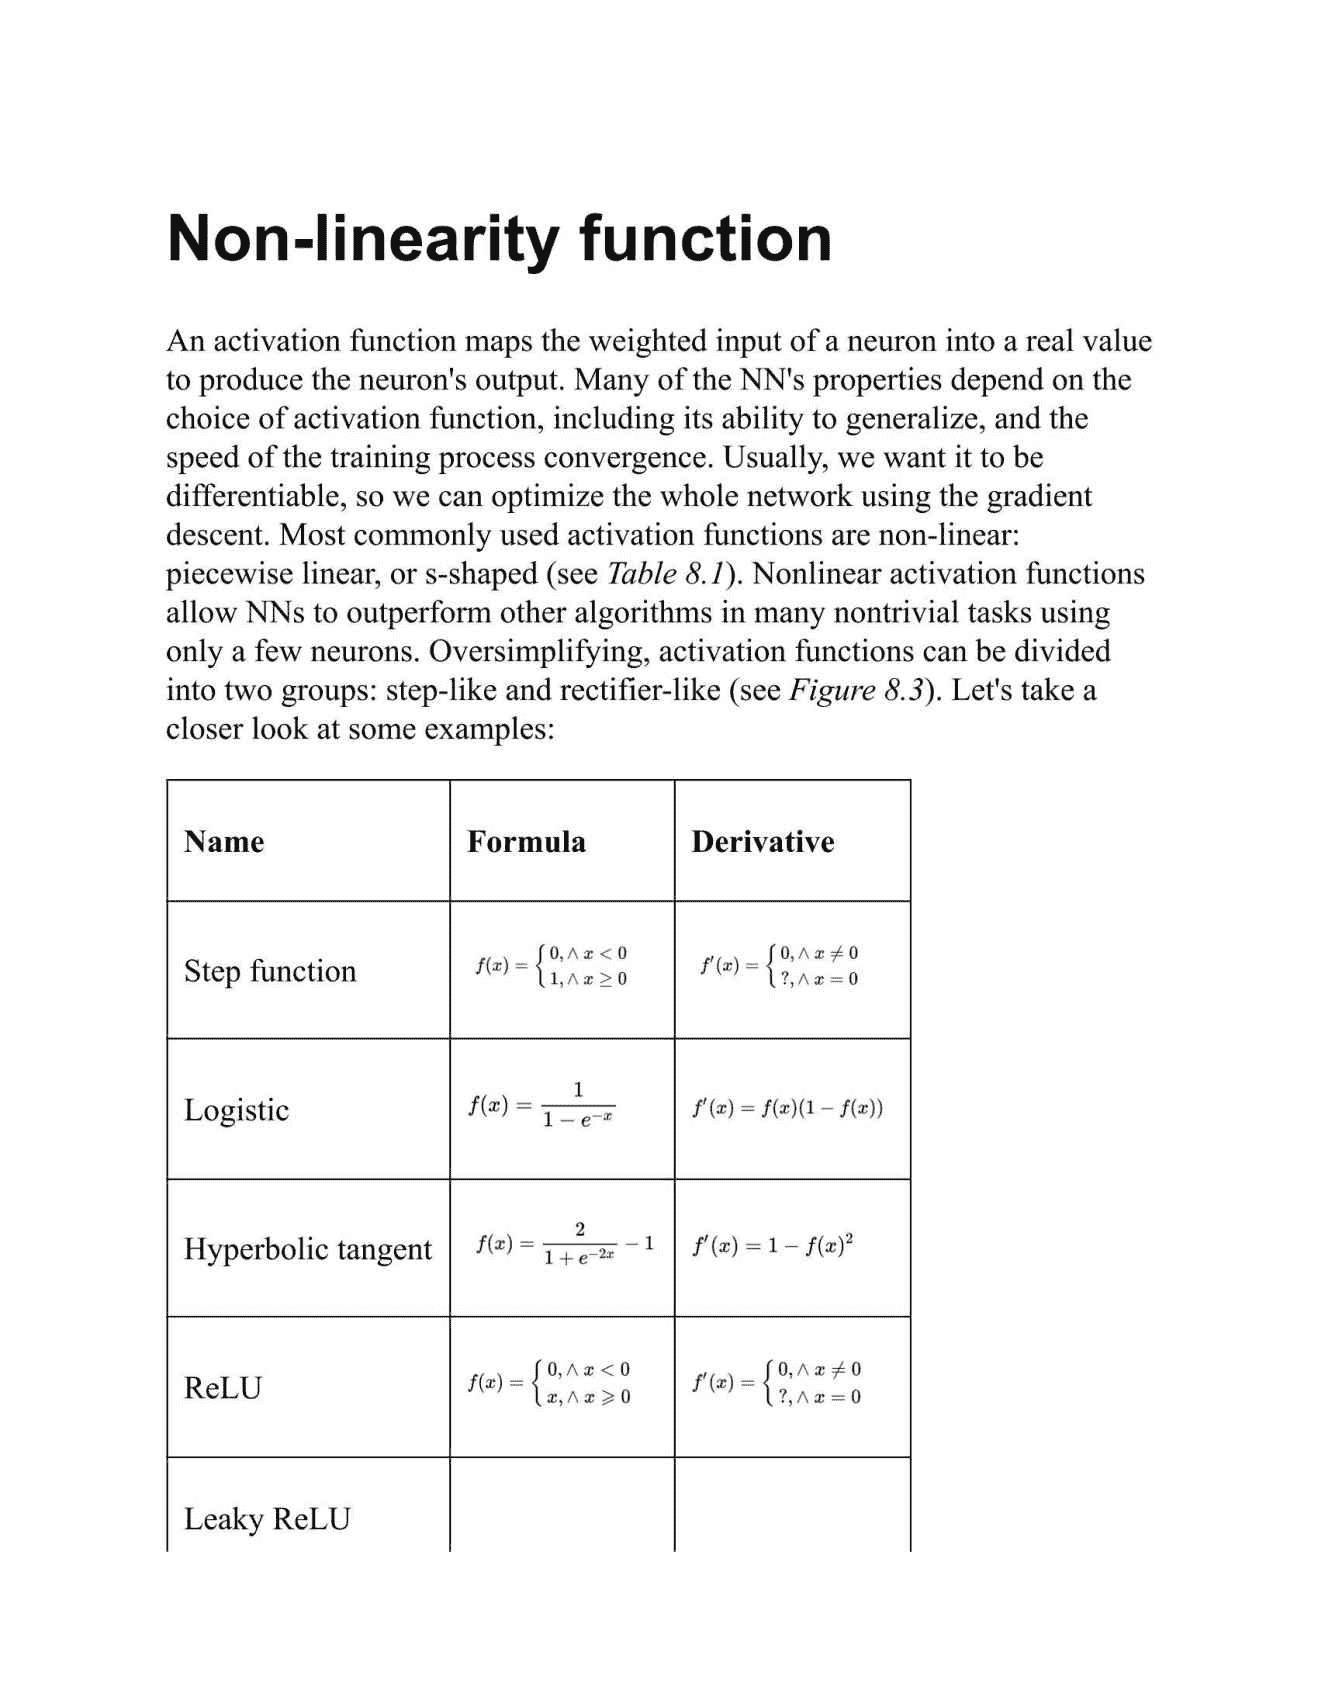 Non-linearity function
An activation function maps the weighted input of a neuron into a real value
to produce the neuron's output. Many of the NN's properties depend on the
choice of activation function, including its ability to generalize, and the
speed of the training process convergence. Usually, we want it to be
differentiable, so we can optimize the whole network using the gradient
descent. Most commonly used activation functions are non-linear:
piecewise linear, or s-shaped (see Table 8.1). Nonlinear activation functions
allow NNs to outperform other algorithms in many nontrivial tasks using
only a few neurons. Oversimplifying, activation functions can be divided
into two groups: step-like and rectifier-like (see Figure 8.3). Let's take a
closer look at some examples:
Name Formula Derivative
Step function f(x) = { 0, ∧ x < 0 1, ∧ x ≥ 0 f′(x) = { 0, ∧ x ≠ 0 ?, ∧ x = 0
Logistic f(x) = 1 / (1 − e^{−x}) f′(x) = f(x)(1 − f(x))
Hyperbolic tangent f(x) = 2 / (1 + e^{−2x}) − 1 f′(x) = 1 − f(x)²
ReLU f(x) = { 0, ∧ x < 0 x, ∧ x ⩾ 0 f′(x) = { 0, ∧ x ≠ 0 ?, ∧ x = 0
Leaky ReLU